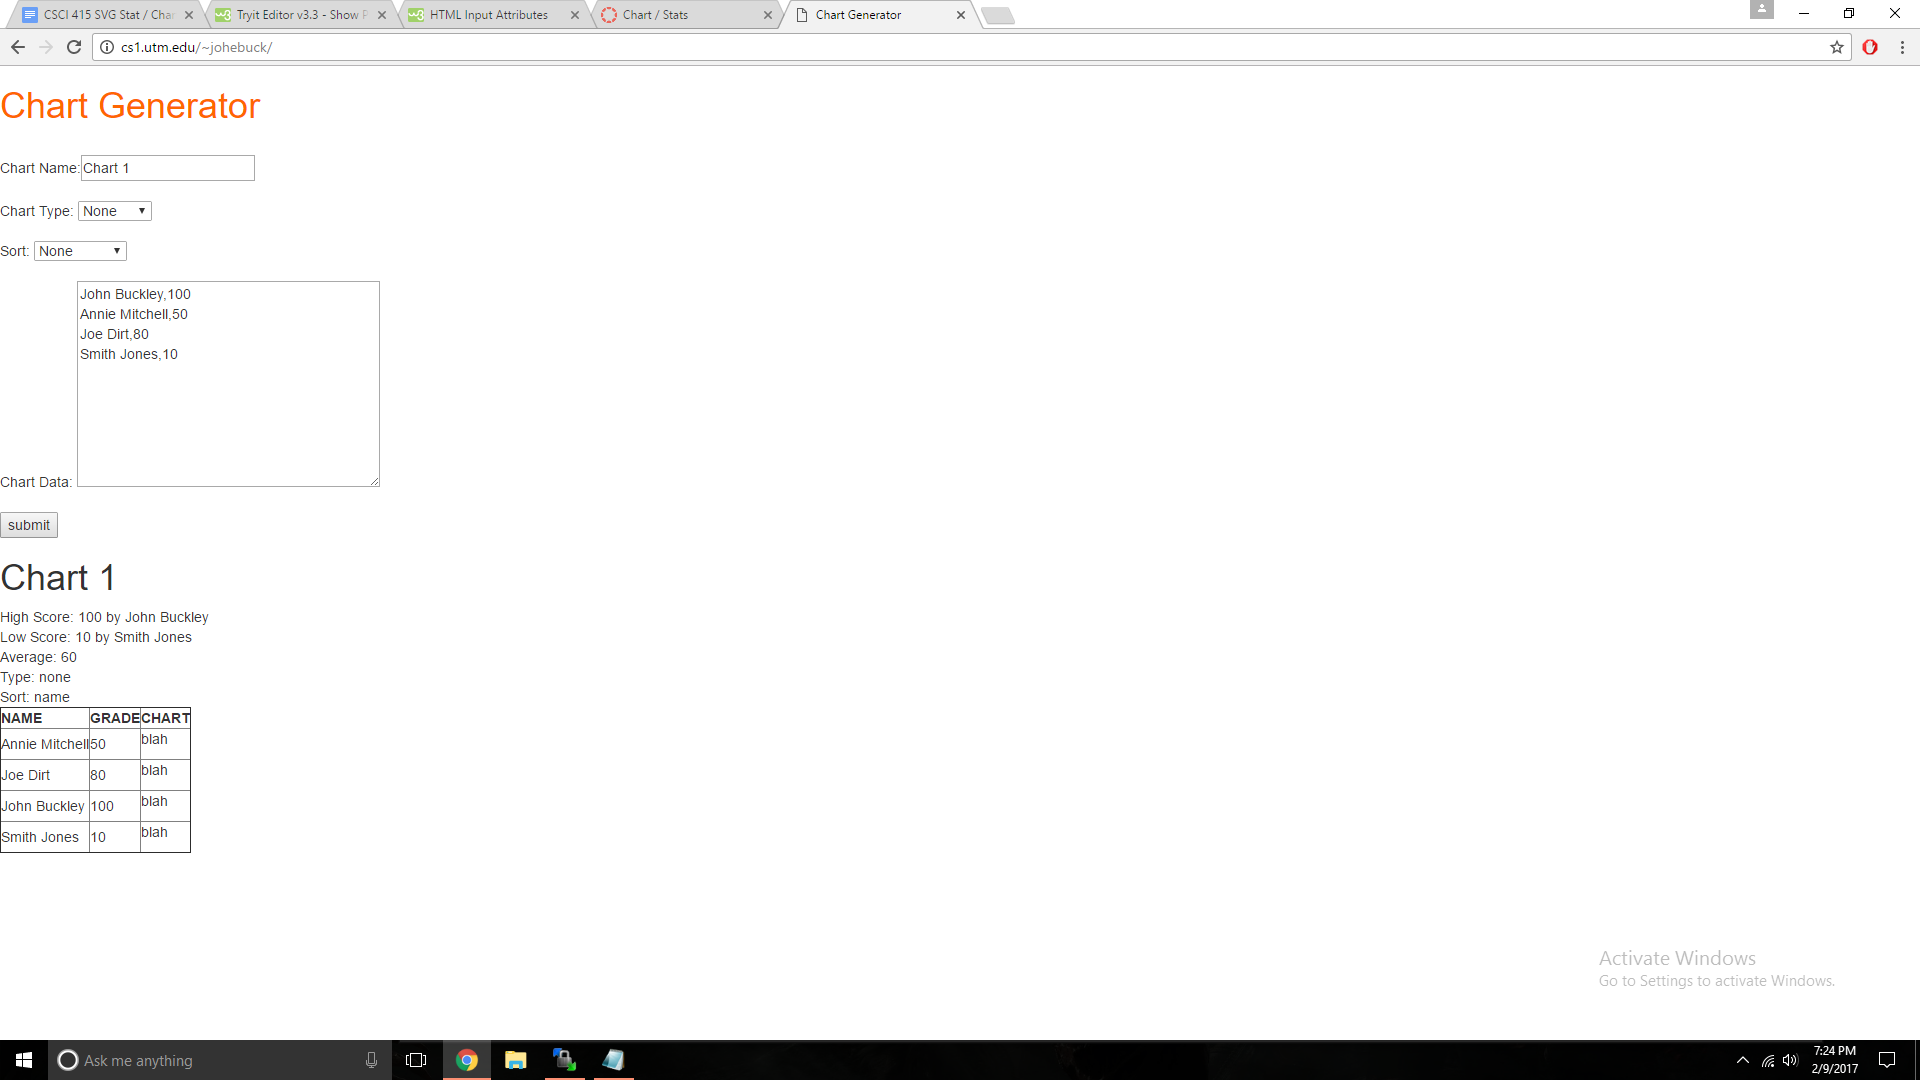 CSCI 415 SVG Stat / Cha
Tryit Editor v3.3 - Show P
HTML Input Attributes
Chart / Stats
Chart Generator
cs1.utm.edu/~johebuck/
Chart Generator
Chart Name: Chart 1
Chart Type: None
Sort: None
John Buckley,100
Annie Mitchell,50
Joe Dirt,80
Smith Jones,10
Chart Data:
submit
Chart 1
High Score: 100 by John Buckley
Low Score: 10 by Smith Jones
Average: 60
Type: none
Sort: name
NAME GRADE CHART
Annie Mitchell 50 blah
Joe Dirt 80 blah
John Buckley 100 blah
Smith Jones 10 blah
Activate Windows
Go to Settings to activate Windows.
Ask me anything
7:24 PM
2/9/2017